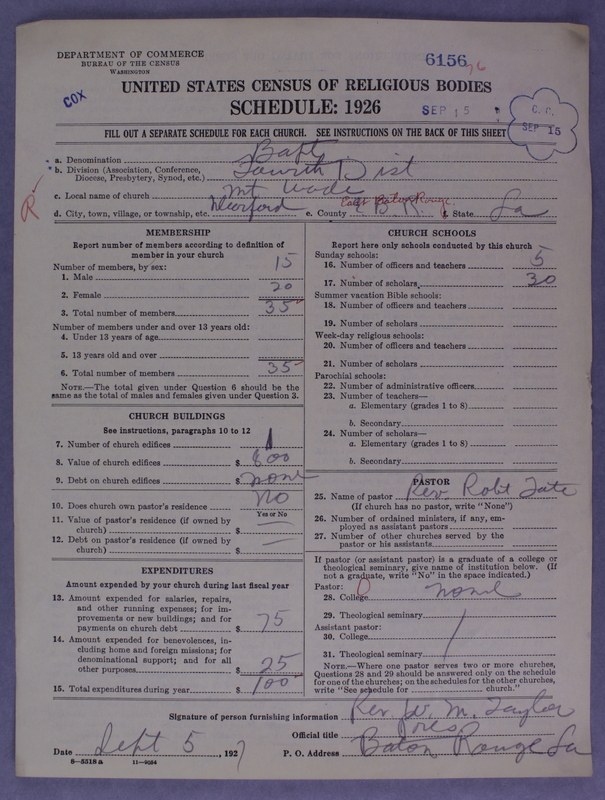 DEPARTMENT OF COMMERCE
BUREAU OF THE CENSUS
WASHINGTON
6156
COX
UNITED STATES CENSUS OF RELIGIOUS BODIES
SCHEDULE: 1926
SEP 15
C. C.
SEP 15
FILL OUT A SEPARATE SCHEDULE FOR EACH CHURCH. SEE INSTRUCTIONS ON THE BACK OF THIS SHEET
a. Denomination Bapt
b. Division (Association, Conference, Diocese, Presbytery, Synod, etc.) Fourth Dist
c. Local name of church Mt Wade
R
d. City, town, village, or township, etc. e. County East Baton Rouge E. B. R. f. State La
MEMBERSHIP
Report number of members according to definition of member in your church
Number of members, by sex:
1. Male 15
2. Female 20
3. Total number of members 35
Number of members under and over 13 years old:
4. Under 13 years of age
5. 13 years old and over
6. Total number of members 35
NOTE.—The total given under Question 6 should be the same as the total of males and females given under Question 3.
CHURCH BUILDINGS
See instructions, paragraphs 10 to 12
7. Number of church edifices 1
8. Value of church edifices $ 800
9. Debt on church edifices $ none
10. Does church own pastor's residence no
Yes or No
11. Value of pastor's residence (if owned by church) $ —
12. Debt on pastor's residence (if owned by church) $ —
EXPENDITURES
Amount expended by your church during last fiscal year
13. Amount expended for salaries, repairs, and other running expenses; for improvements or new buildings; and for payments on church debt $ 75
14. Amount expended for benevolences, including home and foreign missions; for denominational support; and for all other purposes $ 25
15. Total expenditures during year $ 100
CHURCH SCHOOLS
Report here only schools conducted by this church
Sunday schools:
16. Number of officers and teachers 5
17. Number of scholars 30
Summer vacation Bible schools:
18. Number of officers and teachers
19. Number of scholars
Week-day religious schools:
20. Number of officers and teachers
21. Number of scholars
Parochial schools:
22. Number of administrative officers
23. Number of teachers—
a. Elementary (grades 1 to 8)
b. Secondary
24. Number of scholars—
a. Elementary (grades 1 to 8)
b. Secondary
PASTOR
25. Name of pastor Rev. Robt Tate
(If church has no pastor, write "None")
26. Number of ordained ministers, if any, employed as assistant pastors
27. Number of other churches served by the pastor or his assistants
If pastor (or assistant pastor) is a graduate of a college or theological seminary, give name of institution below. (If not a graduate, write "No" in the space indicated.)
Pastor:
28. College none
29. Theological seminary
Assistant pastor:
30. College
31. Theological seminary
NOTE.—Where one pastor serves two or more churches, Questions 28 and 29 should be answered only on the schedule for one of the churches; on the schedules for the other churches, write "See schedule for church."
Signature of person furnishing information Rev W. M. Taylor
Official title Pres
Date Sept 5, 1927 P. O. Address Baton Rouge La
8—5518a 11—9034